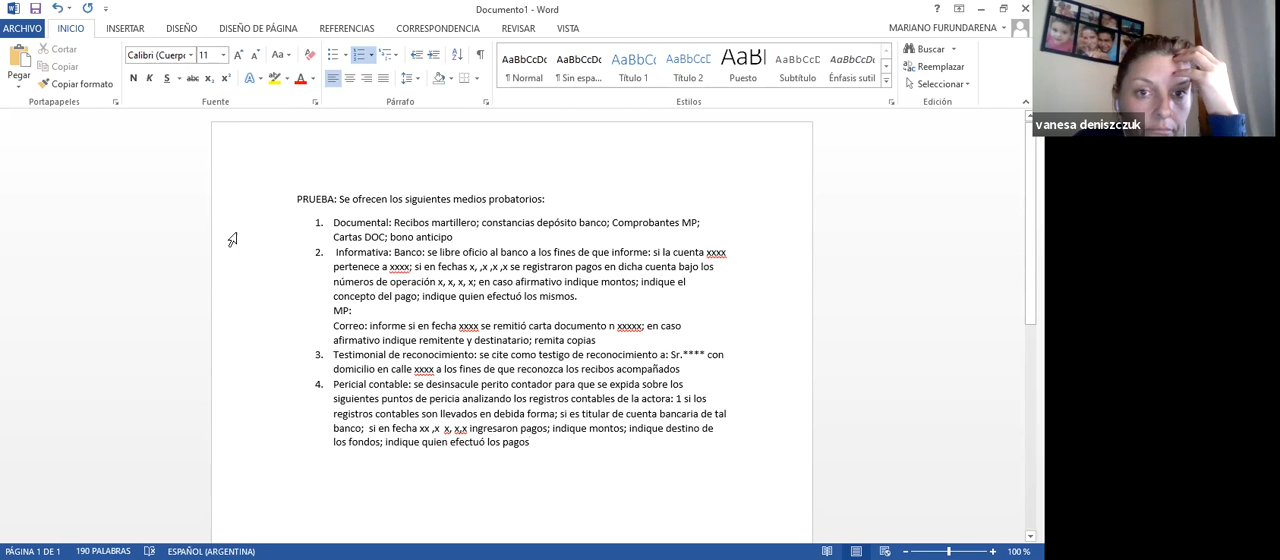 Documento1 - Word
ARCHIVO INICIO INSERTAR DISEÑO DISEÑO DE PÁGINA REFERENCIAS CORRESPONDENCIA REVISAR VISTA MARIANO FURUNDARENA
Pegar
Cortar
Copiar
Copiar formato
Portapapeles
Calibri (Cuerpo 11
Fuente
Párrafo
AaBbCcDc AaBbCcDc AaBbCc AaBbCcD AaB AaBbCcD AaBbCcDc
¶ Normal ¶ Sin espa... Título 1 Título 2 Puesto Subtítulo Énfasis sutil
Estilos
Buscar
Reemplazar
Seleccionar
Edición
vanesa deniszczuk
PRUEBA: Se ofrecen los siguientes medios probatorios:
1. Documental: Recibos martillero; constancias depósito banco; Comprobantes MP;
Cartas DOC; bono anticipo
2. Informativa: Banco: se libre oficio al banco a los fines de que informe: si la cuenta xxxx
pertenece a xxxx; si en fechas x, ,x ,x ,x se registraron pagos en dicha cuenta bajo los
números de operación x, x, x, x; en caso afirmativo indique montos; indique el
concepto del pago; indique quien efectuó los mismos.
MP:
Correo: informe si en fecha xxxx se remitió carta documento n xxxxx; en caso
afirmativo indique remitente y destinatario; remita copias
3. Testimonial de reconocimiento: se cite como testigo de reconocimiento a: Sr.**** con
domicilio en calle xxxx a los fines de que reconozca los recibos acompañados
4. Pericial contable: se desinsacule perito contador para que se expida sobre los
siguientes puntos de pericia analizando los registros contables de la actora: 1 si los
registros contables son llevados en debida forma; si es titular de cuenta bancaria de tal
banco; si en fecha xx ,x x, x,x ingresaron pagos; indique montos; indique destino de
los fondos; indique quien efectuó los pagos
PÁGINA 1 DE 1 190 PALABRAS ESPAÑOL (ARGENTINA) 100 %